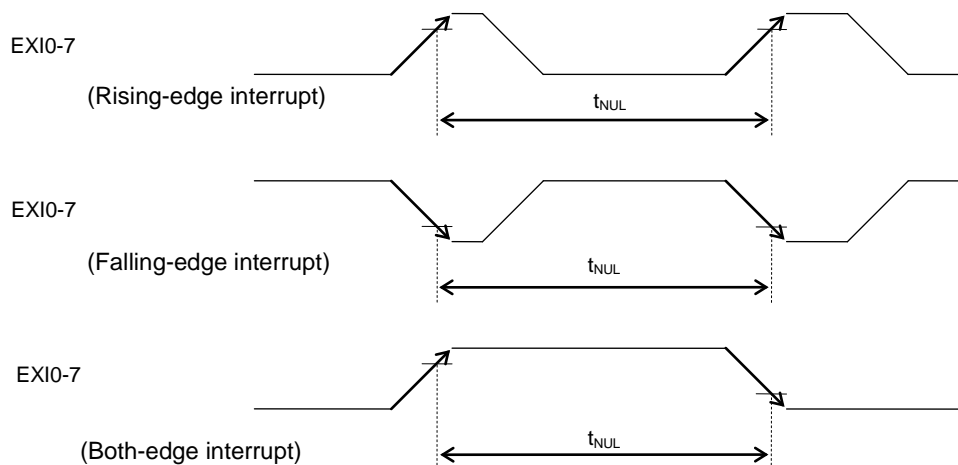 EXI0-7
(Rising-edge interrupt)
tNUL
EXI0-7
(Falling-edge interrupt)
tNUL
EXI0-7
(Both-edge interrupt)
tNUL